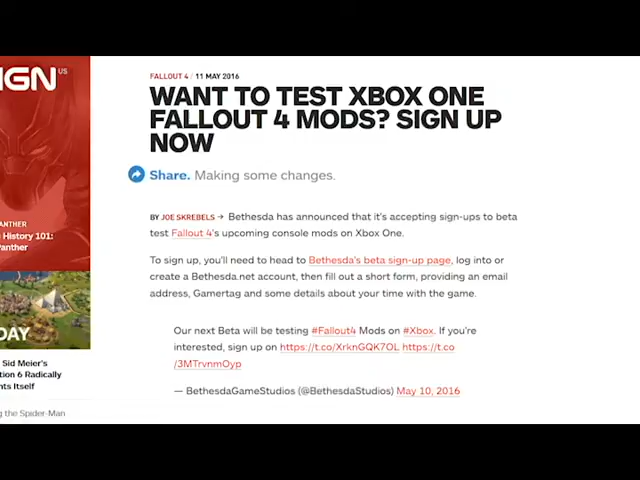 IGN US
FALLOUT 4 / 11 MAY 2016
WANT TO TEST XBOX ONE
FALLOUT 4 MODS? SIGN UP
NOW
Share. Making some changes.
BY JOE SKREBELS → Bethesda has announced that it's accepting sign-ups to beta
test Fallout 4's upcoming console mods on Xbox One.
To sign up, you'll need to head to Bethesda's beta sign-up page, log into or
create a Bethesda.net account, then fill out a short form, providing an email
address, Gamertag and some details about your time with the game.
Our next Beta will be testing #Fallout4 Mods on #Xbox. If you're
interested, sign up on https://t.co/XrknGQK7OL https://t.co
/3MTrvnmOyp
— BethesdaGameStudios (@BethesdaStudios) May 10, 2016
ANTHER
History 101:
Panther
DAY
Sid Meier's
tion 6 Radically
nts Itself
g the Spider-Man